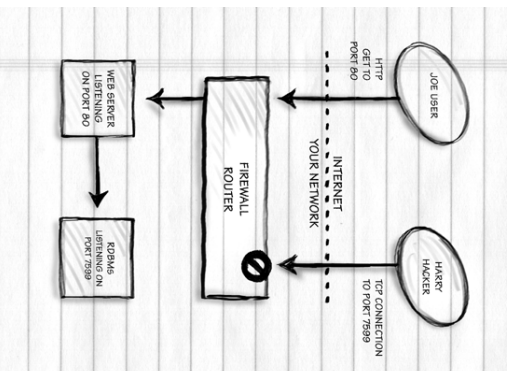 JOE USER
HARRY
HACKER
HTTP
GET TO
PORT 80
TCP CONNECTION
TO PORT 7599
INTERNET
YOUR NETWORK
FIREWALL
ROUTER
WEB SERVER
LISTENING
ON PORT 80
RDBMS
LISTENING ON
PORT 7599